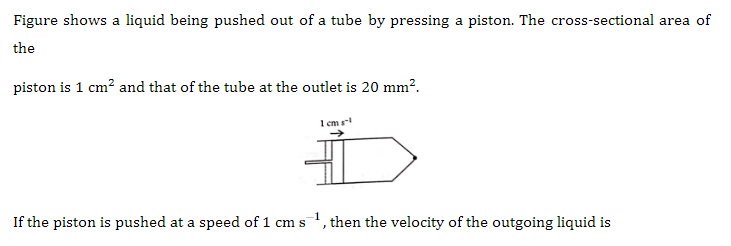 Figure shows a liquid being pushed out of a tube by pressing a piston. The cross-sectional area of
the
piston is 1 cm² and that of the tube at the outlet is 20 mm².
1 cm s⁻¹
If the piston is pushed at a speed of 1 cm s⁻¹, then the velocity of the outgoing liquid is